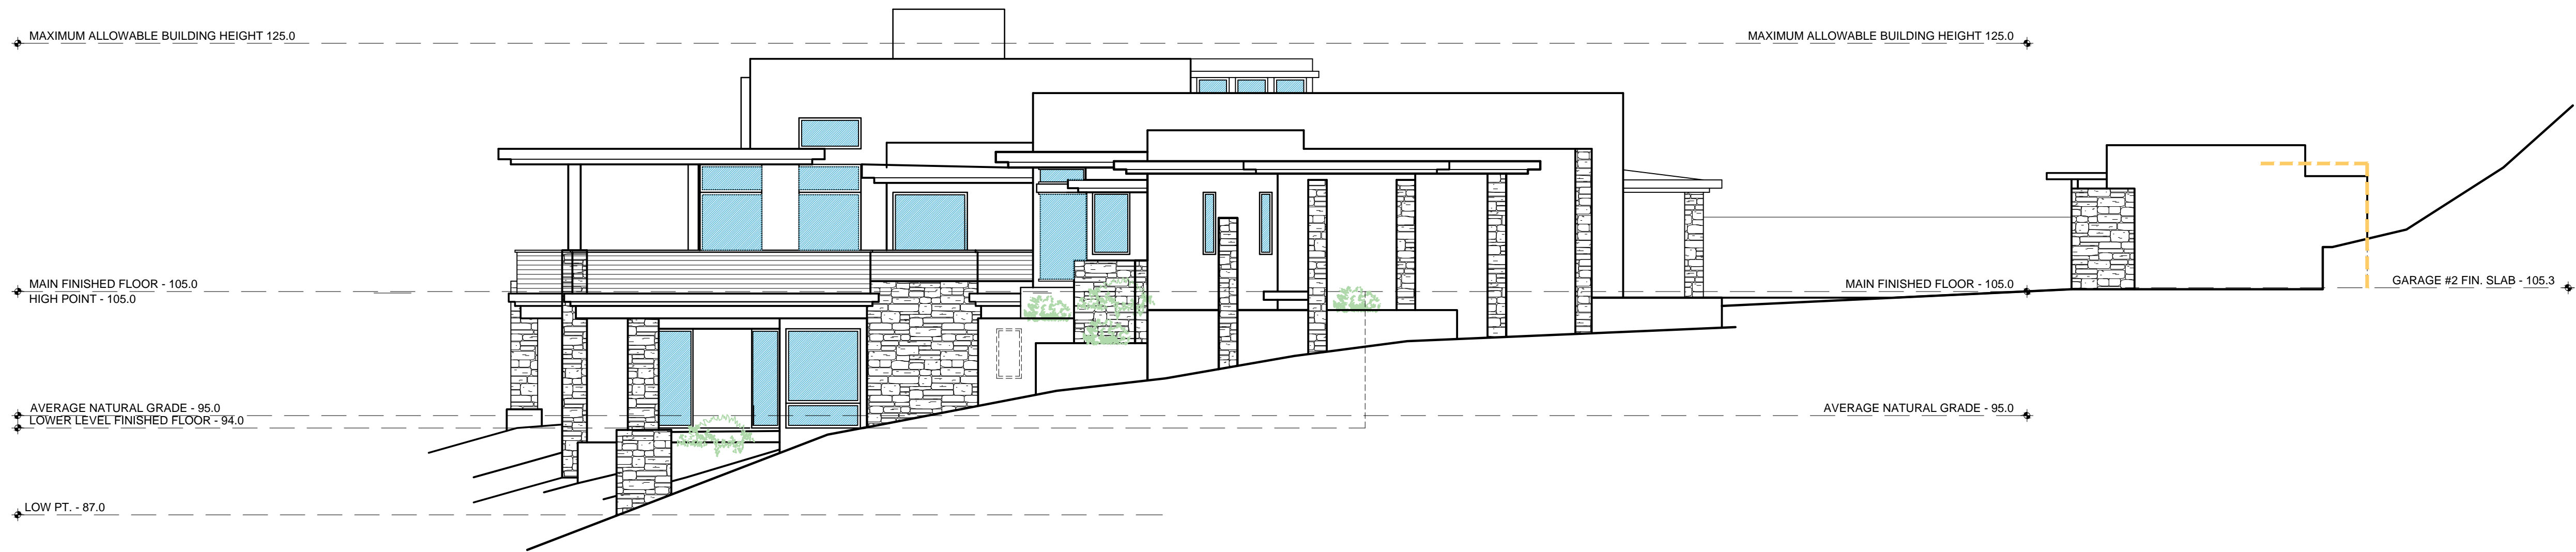 MAXIMUM ALLOWABLE BUILDING HEIGHT 125.0
MAXIMUM ALLOWABLE BUILDING HEIGHT 125.0
MAIN FINISHED FLOOR - 105.0
HIGH POINT - 105.0
MAIN FINISHED FLOOR - 105.0
GARAGE #2 FIN. SLAB - 105.3
AVERAGE NATURAL GRADE - 95.0
LOWER LEVEL FINISHED FLOOR - 94.0
AVERAGE NATURAL GRADE - 95.0
LOW PT. - 87.0